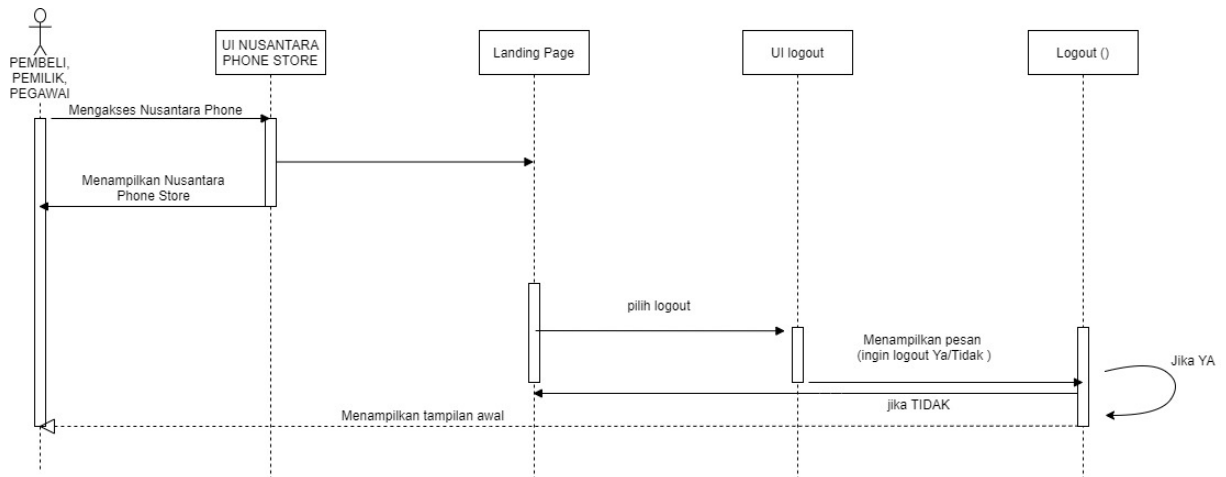 PEMBELI,
PEMILIK,
PEGAWAI
UI NUSANTARA
PHONE STORE
Landing Page
UI logout
Logout ()
Mengakses Nusantara Phone
Menampilkan Nusantara
Phone Store
pilih logout
Menampilkan pesan
(ingin logout Ya/Tidak )
Jika YA
jika TIDAK
Menampilkan tampilan awal